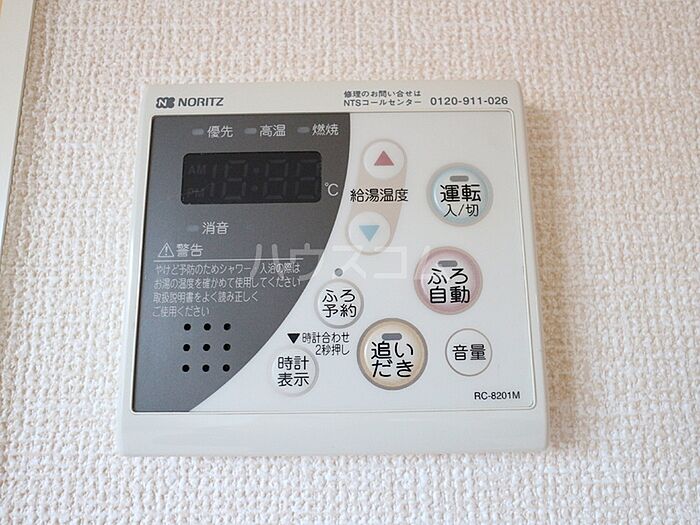 NORITZ
修理のお問い合せは
NTSコールセンター 0120-911-026
優先 高温 燃焼
AM
PM
℃
給湯温度
運転
入/切
消音
警告
やけど予防のためシャワー、入浴の際は
お湯の温度を確かめて使用してください
取扱説明書をよく読み正しく
ご使用ください
ふろ
自動
ふろ
予約
▼時計合わせ
2秒押し
時計
表示
追い
だき
音量
RC-8201M
ハウスコム